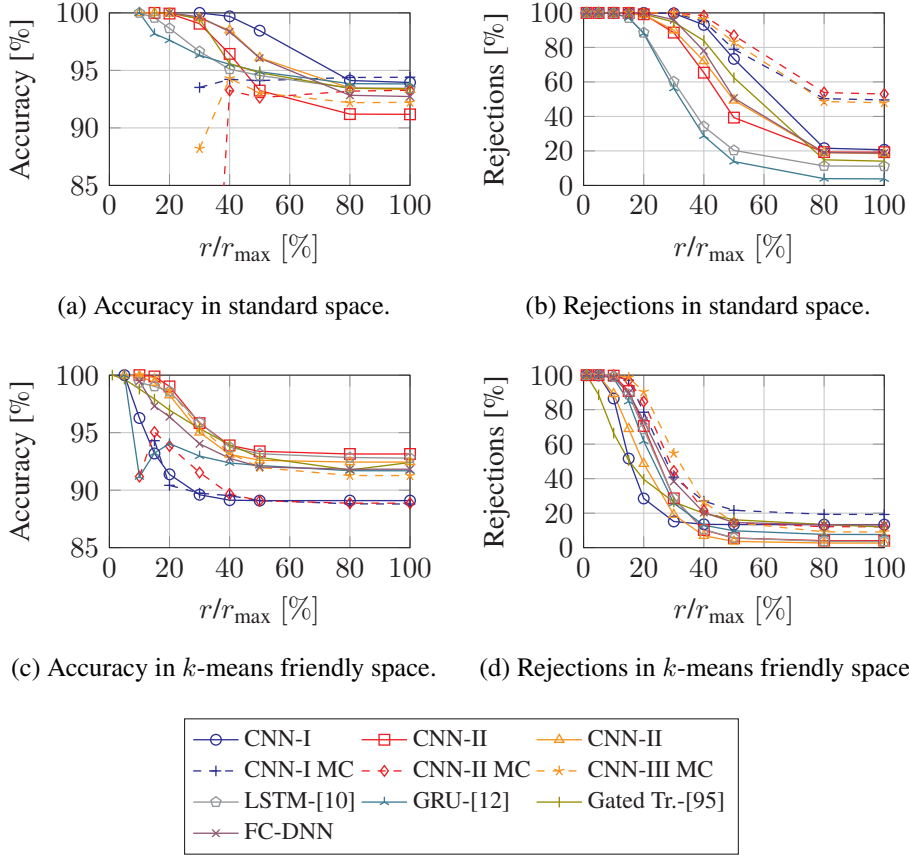 100
95
90
85
Accuracy [%]
0 20 40 60 80 100
r/r_max [%]
(a) Accuracy in standard space.
100
80
60
40
20
0
Rejections [%]
0 20 40 60 80 100
r/r_max [%]
(b) Rejections in standard space.
100
95
90
85
Accuracy [%]
0 20 40 60 80 100
r/r_max [%]
(c) Accuracy in k-means friendly space.
100
80
60
40
20
0
Rejections [%]
0 20 40 60 80 100
r/r_max [%]
(d) Rejections in k-means friendly space
CNN-I CNN-II CNN-II
CNN-I MC CNN-II MC CNN-III MC
LSTM-[10] GRU-[12] Gated Tr.-[95]
FC-DNN